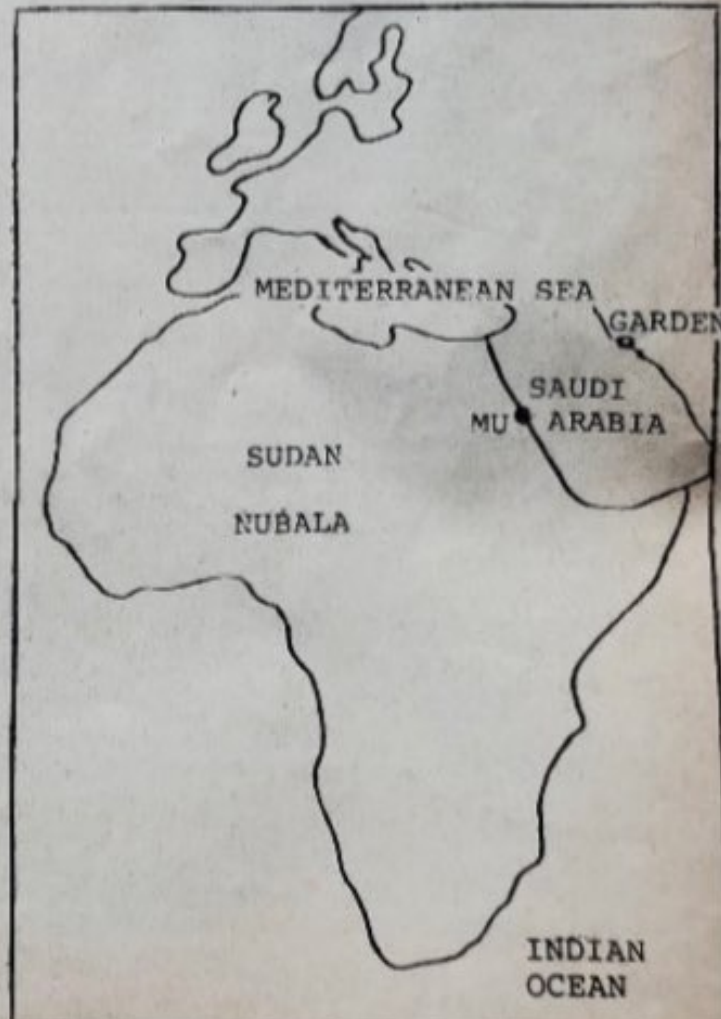 MEDITERRANEAN SEA
GARDEN
SAUDI
MU ARABIA
SUDAN
NUBALA
INDIAN
OCEAN